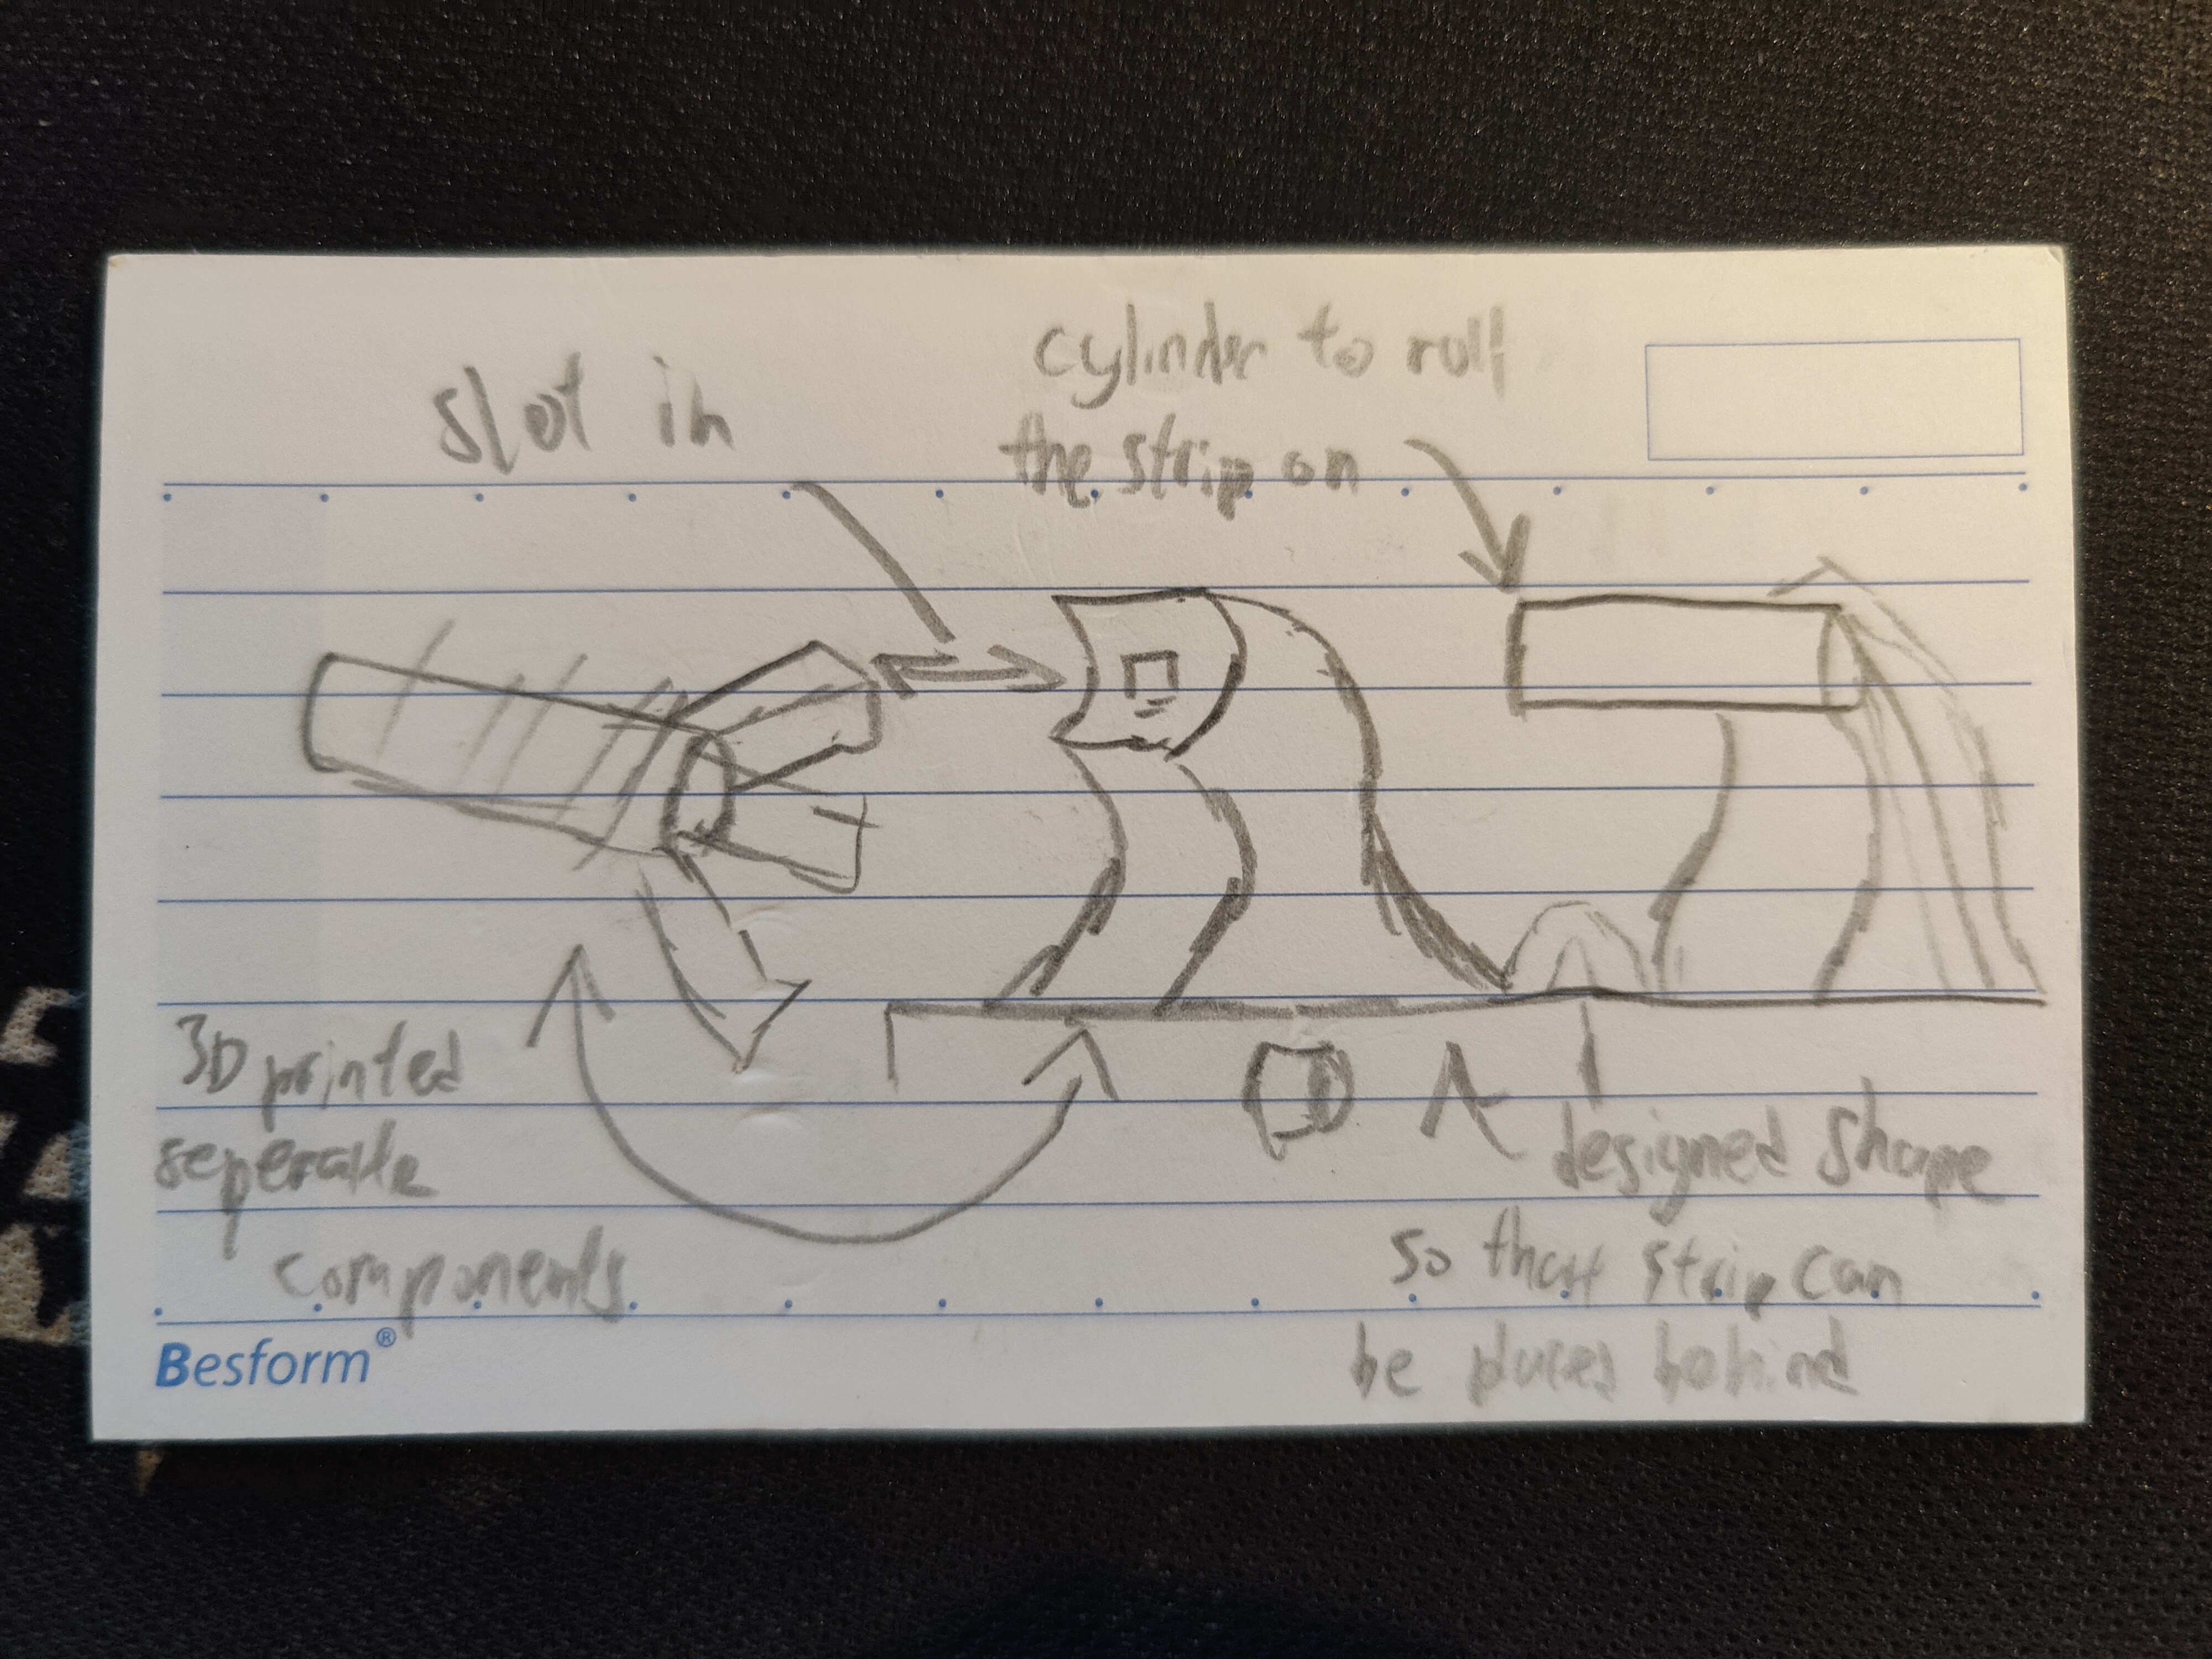 slot in
cylinder to roll
the strip on
3D printed
seperate
components
designed shape
so that strip can
be places behind
Besform®